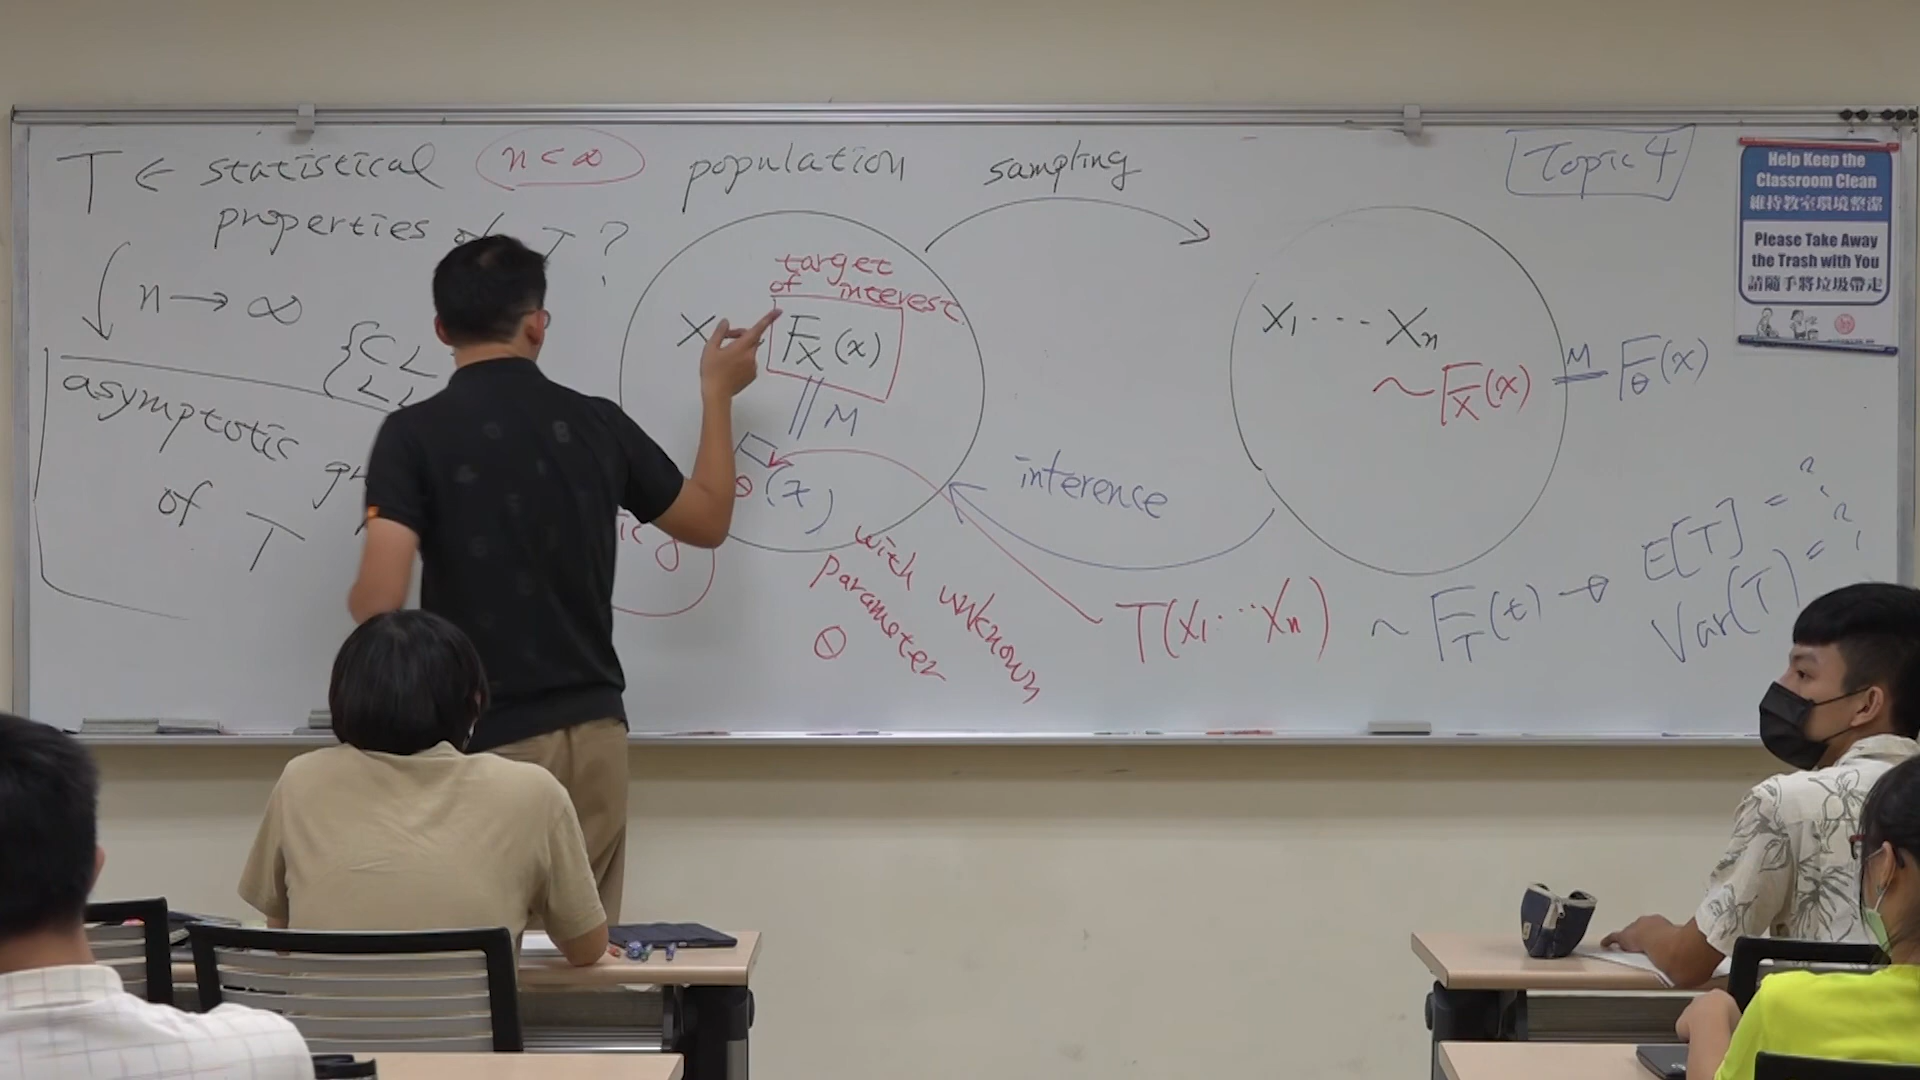 T ← statistical
properties of T ?
n < ∞
n → ∞
asymptotic
of T
population
target
of interest
X
F_X(x)
M
θ
(x)
with unknown
parameter
θ
sampling
inference
X₁ ··· Xₙ
~ F_X(x) =M= F_θ(x)
T(X₁ ··· Xₙ) ~ F_T(t) →
E[T] = ?
Var(T) = ?
Topic 4
Help Keep the
Classroom Clean
維持教室環境整潔
Please Take Away
the Trash with You
請隨手將垃圾帶走